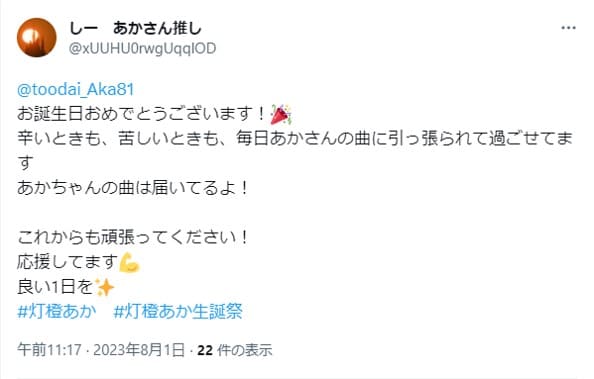 しー　あかさん推し
@xUUHU0rwgUqqIOD
@toodai_Aka81
お誕生日おめでとうございます！🎉
辛いときも、苦しいときも、毎日あかさんの曲に引っ張られて過ごせてま
す
あかちゃんの曲は届いてるよ！
これからも頑張ってください！
応援してます💪
良い1日を✨
#灯橙あか　#灯橙あか生誕祭
午前11:17 · 2023年8月1日 · 22 件の表示